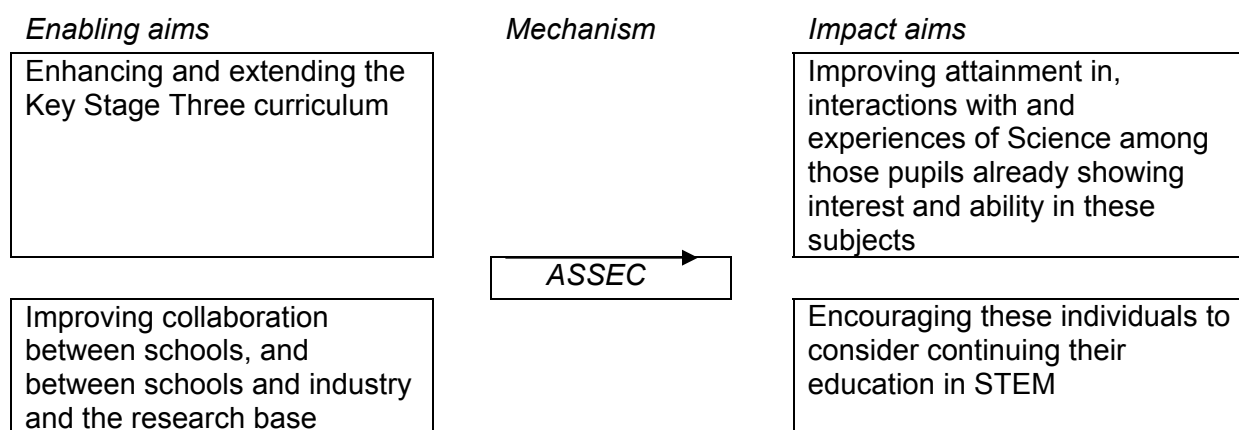 Enabling aims
Mechanism
Impact aims
Enhancing and extending the
Key Stage Three curriculum
Improving attainment in,
interactions with and
experiences of Science among
those pupils already showing
interest and ability in these
subjects
ASSEC
Improving collaboration
between schools, and
between schools and industry
and the research base
Encouraging these individuals to
consider continuing their
education in STEM